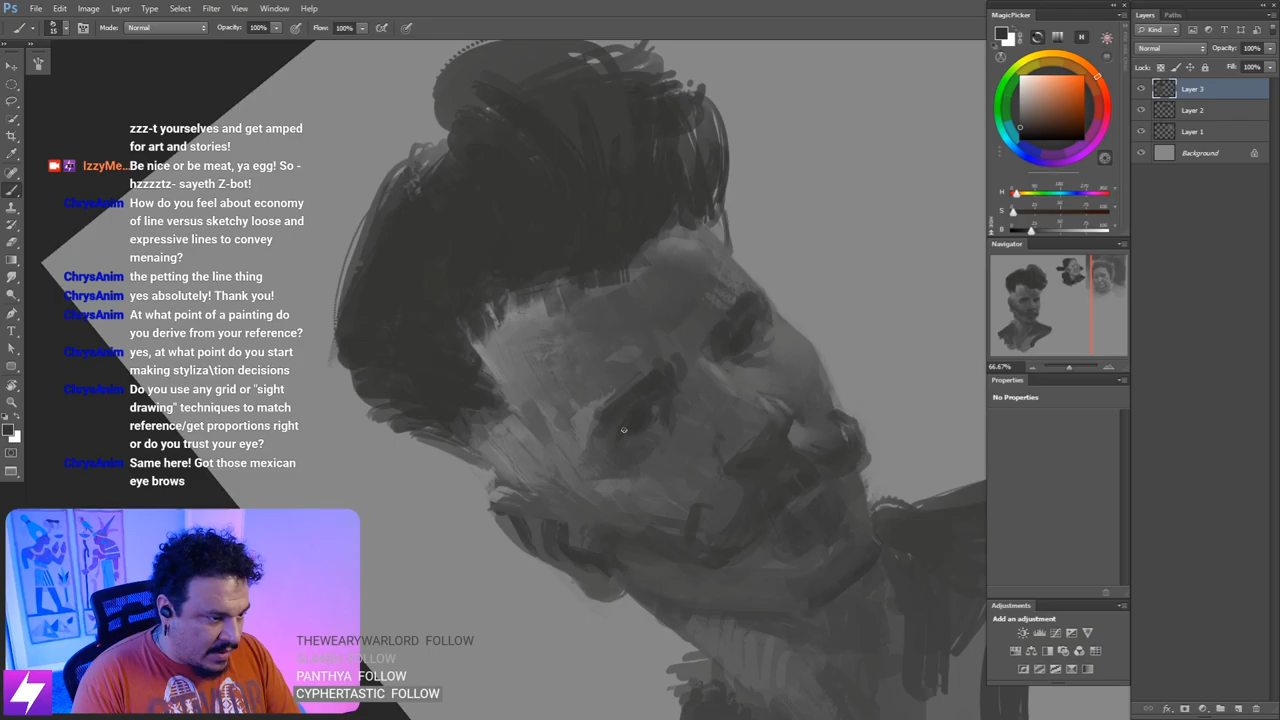 Ps File Edit Image Layer Type Select Filter 3D View Window Help
15 Mode: Normal Opacity: 100% Flow: 100%
zzz-t yourselves and get amped
for art and stories!
IzzyMe... Be nice or be meat, ya egg! So -
hzzzztz- sayeth Z-bot!
ChrysAnim How do you feel about economy
of line versus sketchy loose and
expressive lines to convey
menaing?
ChrysAnim the petting the line thing
ChrysAnim yes absolutely! Thank you!
ChrysAnim At what point of a painting do
you derive from your reference?
ChrysAnim yes, at what point do you start
making styliza\tion decisions
ChrysAnim Do you use any grid or "sight
drawing" techniques to match
reference/get proportions right
or do you trust your eye?
ChrysAnim Same here! Got those mexican
eye brows
THEWEARYWARLORD FOLLOW
FOLLOW
PANTHYA FOLLOW
CYPHERTASTIC FOLLOW
MagicPicker
H
H
S
B
Navigator
66.67%
Properties
No Properties
Adjustments
Add an adjustment
Layers Paths
Kind
Normal Opacity: 100%
Lock: Fill: 100%
Layer 3
Layer 2
Layer 1
Background